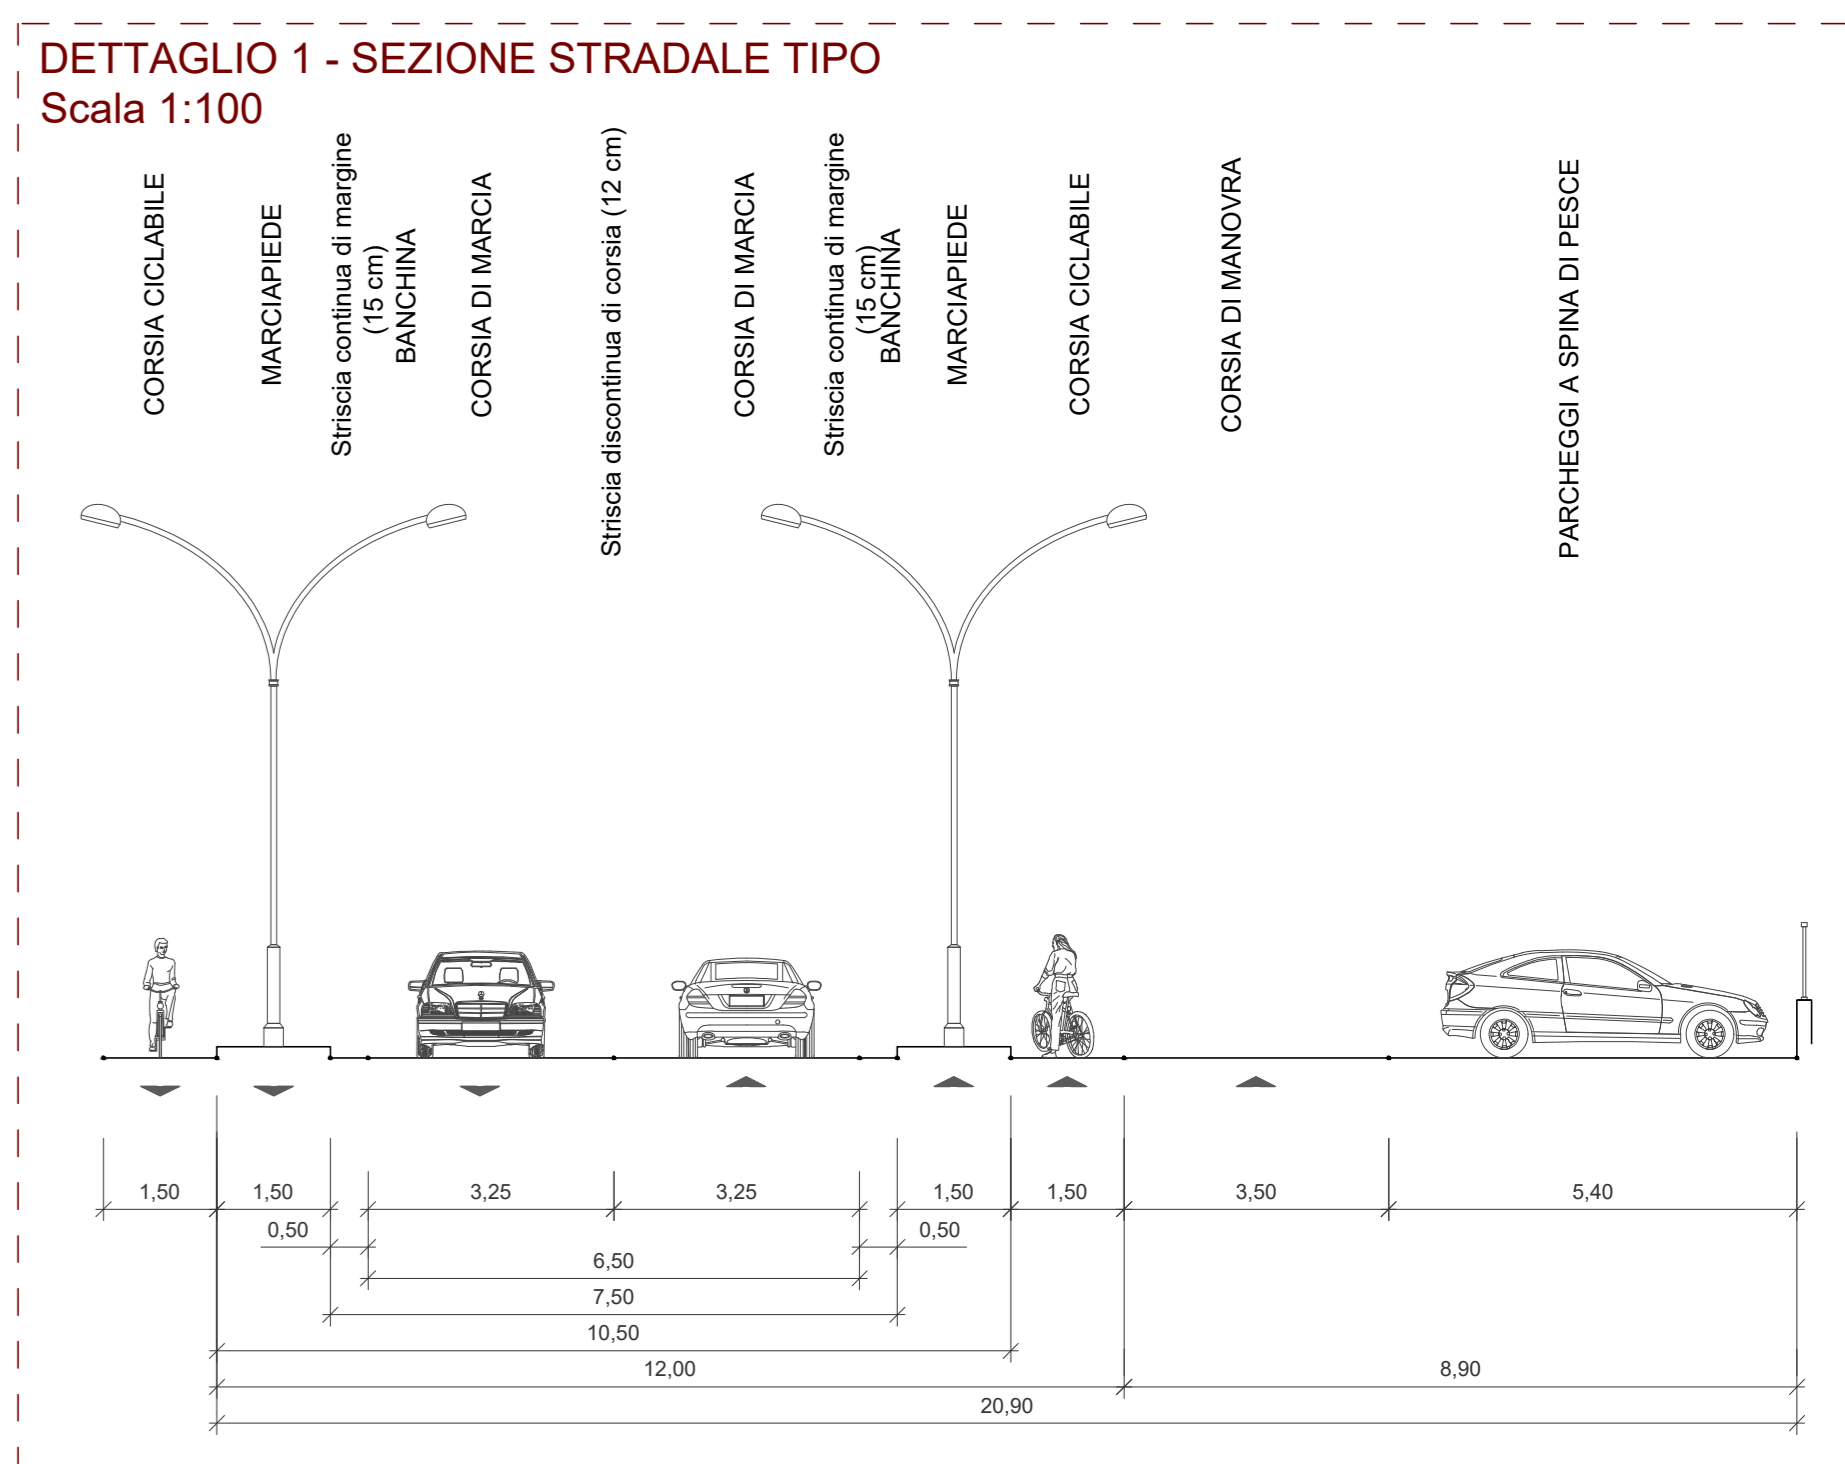 DETTAGLIO 1 - SEZIONE STRADALE TIPO
Scala 1:100
CORSIA CICLABILE
MARCIAPIEDE
Striscia continua di margine
(15 cm)
BANCHINA
CORSIA DI MARCIA
Striscia discontinua di corsia (12 cm)
CORSIA DI MARCIA
Striscia continua di margine
(15 cm)
BANCHINA
MARCIAPIEDE
CORSIA CICLABILE
CORSIA DI MANOVRA
PARCHEGGI A SPINA DI PESCE
1,50 1,50 3,25 3,25 1,50 1,50 3,50 5,40
0,50 0,50
6,50
7,50
10,50
12,00 8,90
20,90